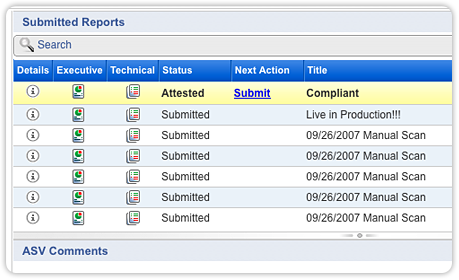 Submitted Reports
Search
Details Executive Technical Status Next Action Title
Attested Submit Compliant
Submitted Live in Production!!!
Submitted 09/26/2007 Manual Scan
Submitted 09/26/2007 Manual Scan
Submitted 09/26/2007 Manual Scan
Submitted 09/26/2007 Manual Scan
Submitted 09/26/2007 Manual Scan
ASV Comments